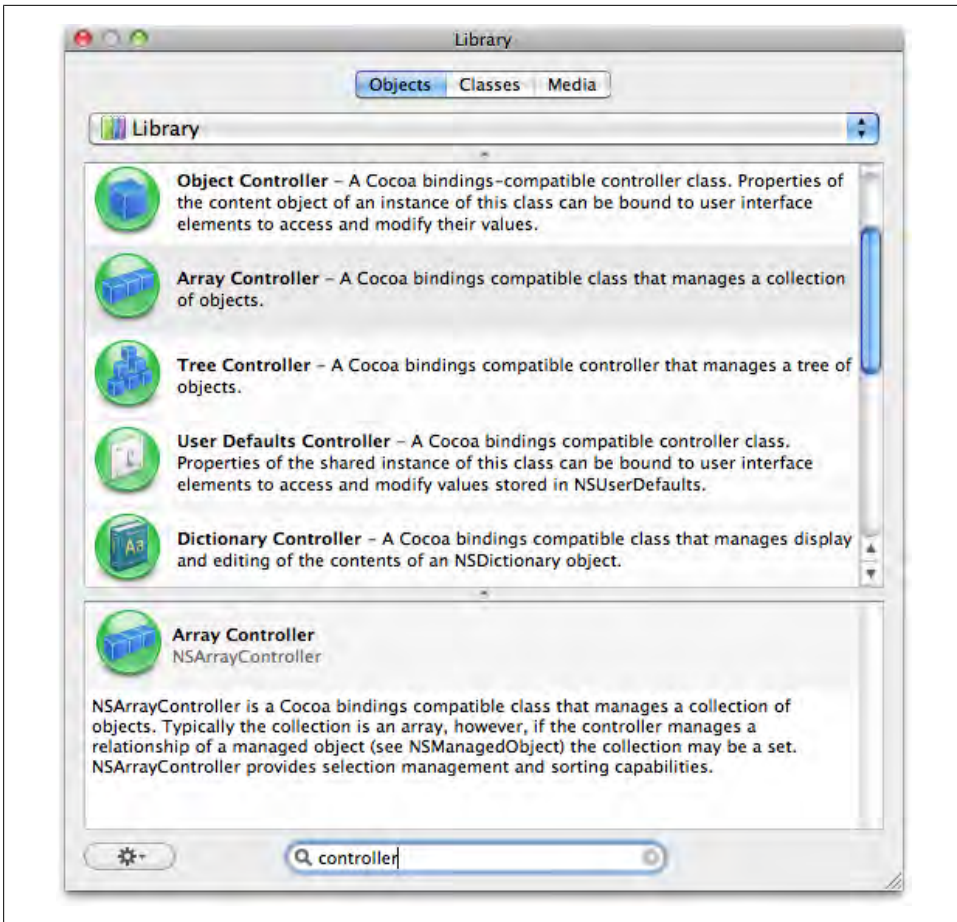 Library
Objects Classes Media
Library
Object Controller – A Cocoa bindings-compatible controller class. Properties of
the content object of an instance of this class can be bound to user interface
elements to access and modify their values.
Array Controller – A Cocoa bindings compatible class that manages a collection
of objects.
Tree Controller – A Cocoa bindings compatible controller that manages a tree of
objects.
User Defaults Controller – A Cocoa bindings compatible controller class.
Properties of the shared instance of this class can be bound to user interface
elements to access and modify values stored in NSUserDefaults.
Aa
Dictionary Controller – A Cocoa bindings compatible class that manages display
and editing of the contents of an NSDictionary object.
Array Controller
NSArrayController
NSArrayController is a Cocoa bindings compatible class that manages a collection of
objects. Typically the collection is an array, however, if the controller manages a
relationship of a managed object (see NSManagedObject) the collection may be a set.
NSArrayController provides selection management and sorting capabilities.
controller